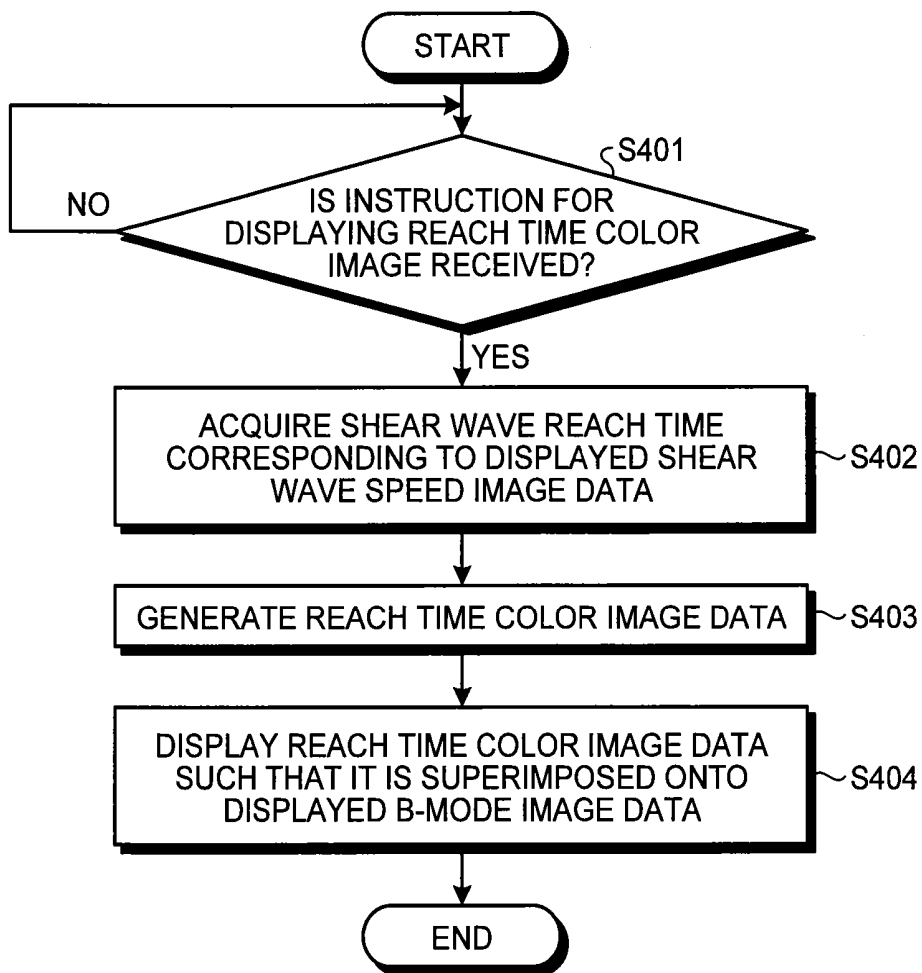 START
S401
IS INSTRUCTION FOR
DISPLAYING REACH TIME COLOR
IMAGE RECEIVED?
NO
YES
ACQUIRE SHEAR WAVE REACH TIME
CORRESPONDING TO DISPLAYED SHEAR
WAVE SPEED IMAGE DATA
S402
GENERATE REACH TIME COLOR IMAGE DATA
S403
DISPLAY REACH TIME COLOR IMAGE DATA
SUCH THAT IT IS SUPERIMPOSED ONTO
DISPLAYED B-MODE IMAGE DATA
S404
END